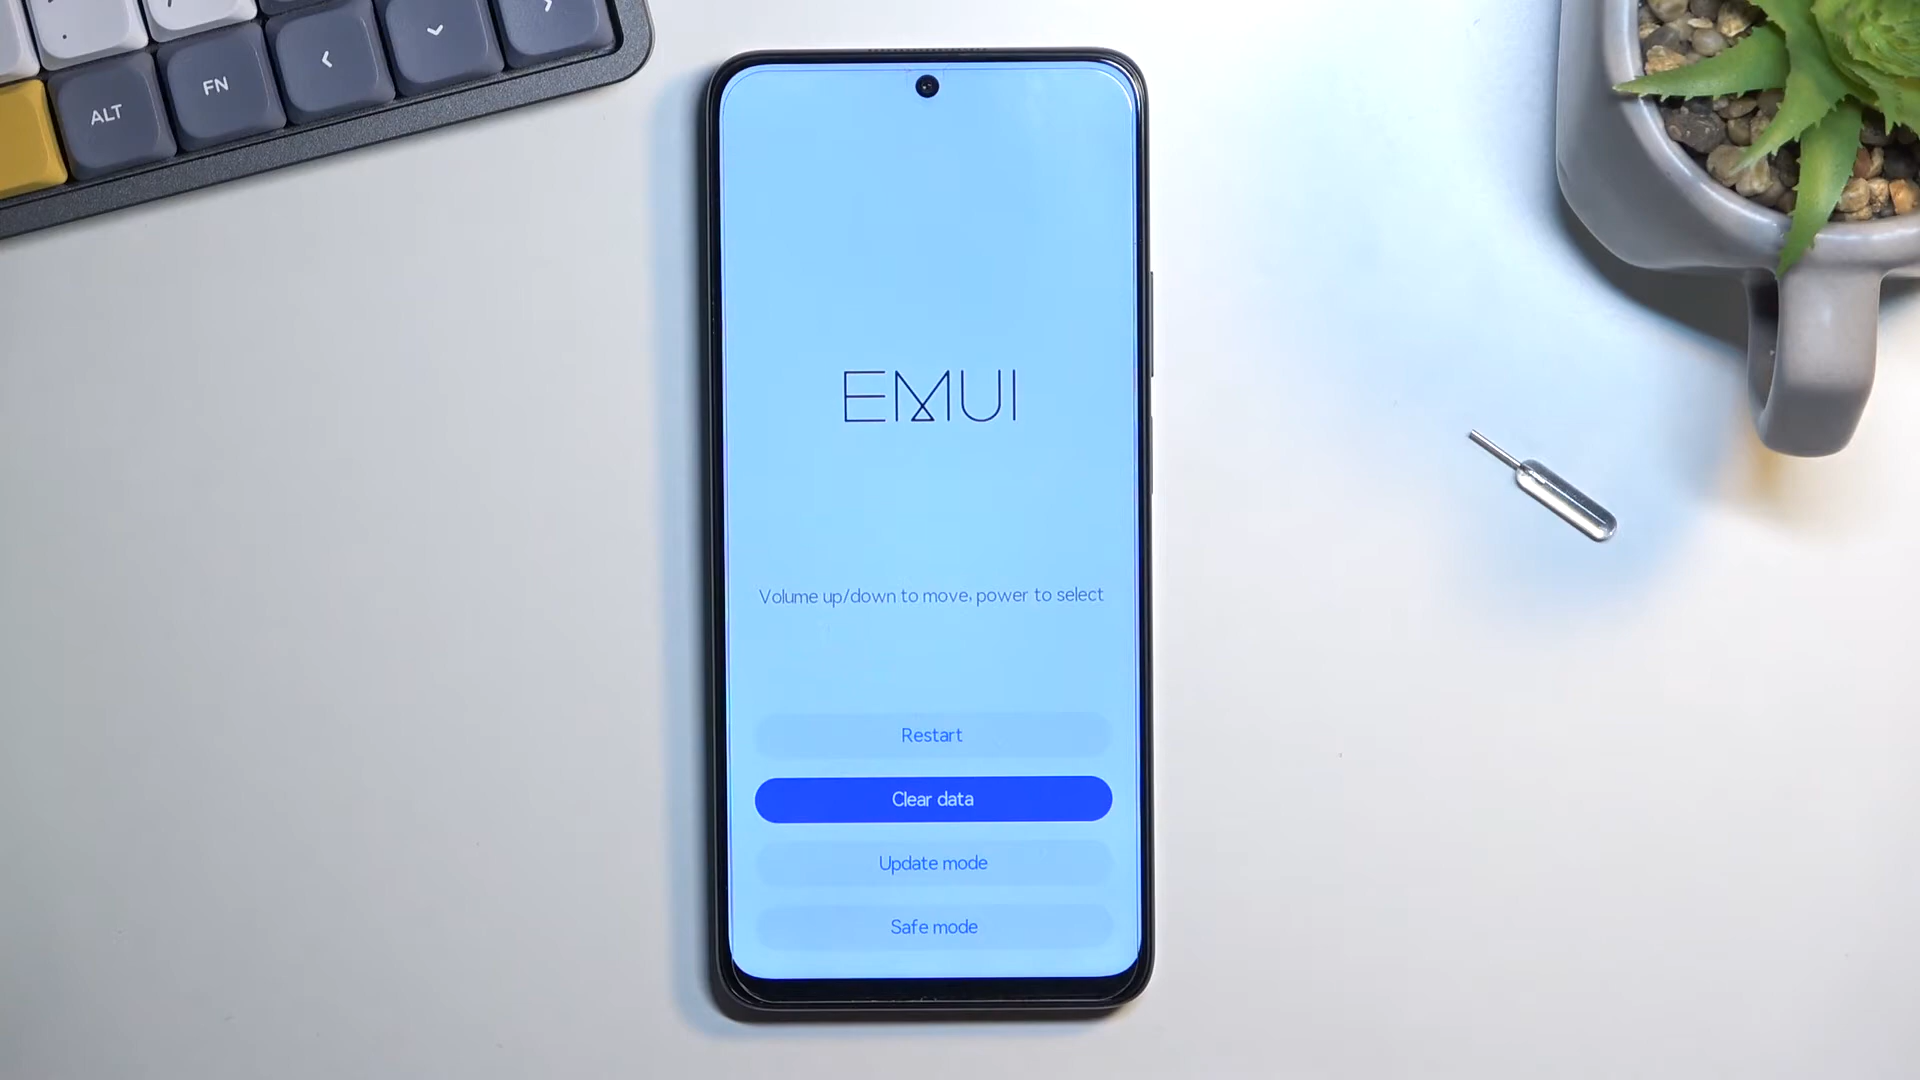 ALT
FN
EMUI
Volume up/down to move, power to select
Restart
Clear data
Update mode
Safe mode